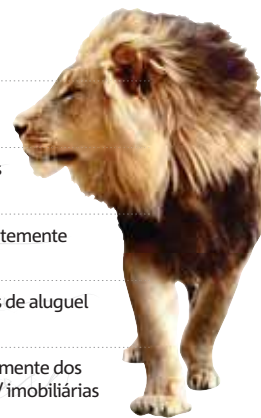 s
temente
s de aluguel
mente dos
/ imobiliárias